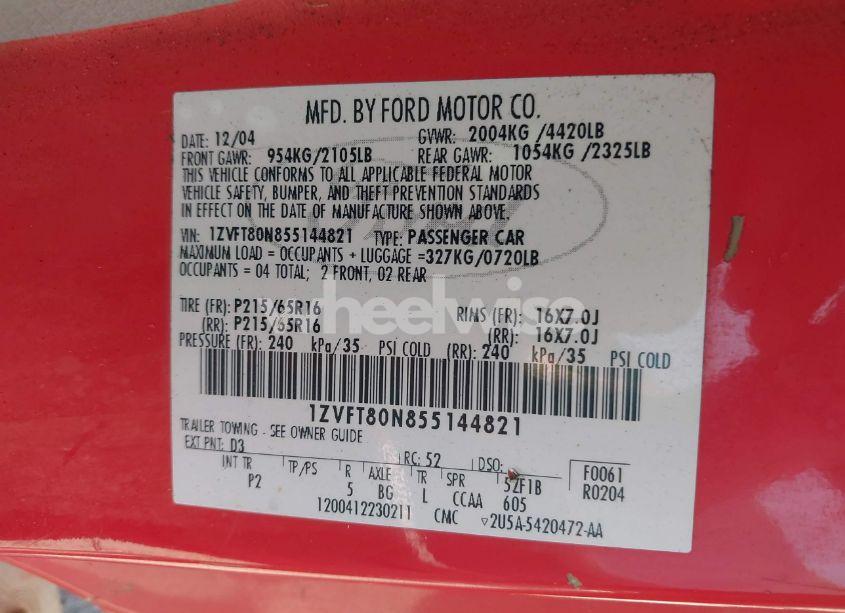 MFD. BY FORD MOTOR CO.
DATE: 12/04 GVWR: 2004KG /4420LB
FRONT GAWR: 954KG/2105LB REAR GAWR: 1054KG /2325LB
THIS VEHICLE CONFORMS TO ALL APPLICABLE FEDERAL MOTOR
VEHICLE SAFETY, BUMPER, AND THEFT PREVENTION STANDARDS
IN EFFECT ON THE DATE OF MANUFACTURE SHOWN ABOVE.
VIN: 1ZVFT80N855144821 TYPE: PASSENGER CAR
MAXIMUM LOAD = OCCUPANTS + LUGGAGE =327KG/0720LB
OCCUPANTS = 04 TOTAL; 2 FRONT, 02 REAR
heelwise
TIRE (FR): P215/65R16 RINS (FR): 16X7.0J
(RR): P215/65R16 (RR): 16X7.0J
PRESSURE (FR): 240 kPa/35 PSI COLD (RR): 240 kPa/35 PSI COLD
1ZVFT80N855144821
TRAILER TOWING - SEE OWNER GUIDE
EXT PNT: D3 RC: 52 DSO: F0061
INT TR TP/PS R AXLE TR SPR 52F1B R0204
P2 5 BG L CCAA 605
1200412230211 CMC ▽2U5A-5420472-AA